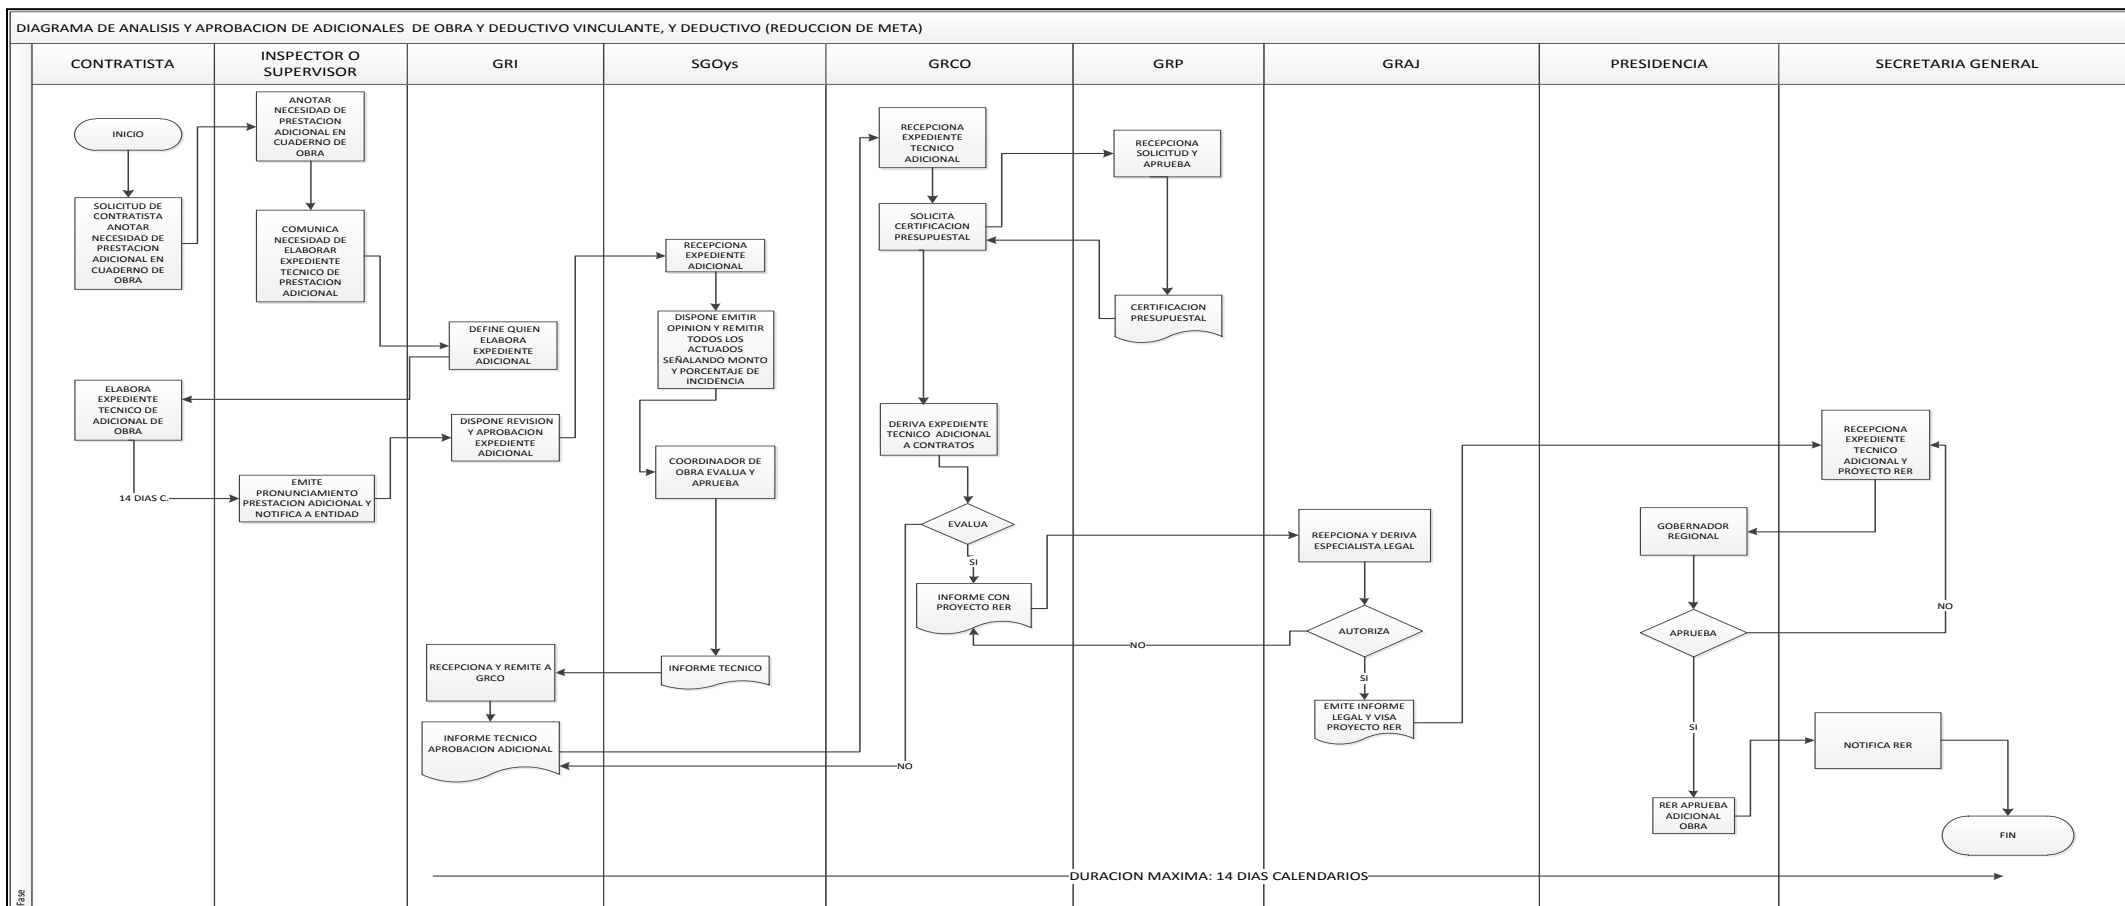 DIAGRAMA DE ANALISIS Y APROBACION DE ADICIONALES DE OBRA Y DEDUCTIVO VINCULANTE, Y DEDUCTIVO (REDUCCION DE META)
CONTRATISTA
INSPECTOR O
SUPERVISOR
GRI
SGOys
GRCO
GRP
GRAJ
PRESIDENCIA
SECRETARIA GENERAL
INICIO
SOLICITUD DE
CONTRATISTA
ANOTAR
NECESIDAD DE
PRESTACION
ADICIONAL EN
CUADERNO DE
OBRA
ELABORA
EXPEDIENTE
TECNICO DE
ADICIONAL DE
OBRA
14 DIAS C.
ANOTAR
NECESIDAD DE
PRESTACION
ADICIONAL EN
CUADERNO DE
OBRA
COMUNICA
NECESIDAD DE
ELABORAR
EXPEDIENTE
TECNICO DE
PRESTACION
ADICIONAL
EMITE
PRONUNCIAMIENTO
PRESTACION ADICIONAL Y
NOTIFICA A ENTIDAD
DEFINE QUIEN
ELABORA
EXPEDIENTE
ADICIONAL
DISPONE REVISION
Y APROBACION
EXPEDIENTE
ADICIONAL
RECEPCIONA Y REMITE A
GRCO
INFORME TECNICO
APROBACION ADICIONAL
RECEPCIONA
EXPEDIENTE
ADICIONAL
DISPONE EMITIR
OPINION Y REMITIR
TODOS LOS
ACTUADOS
SEÑALANDO MONTO
Y PORCENTAJE DE
INCIDENCIA
COORDINADOR DE
OBRA EVALUA Y
APRUEBA
INFORME TECNICO
RECEPCIONA
EXPEDIENTE
TECNICO
ADICIONAL
SOLICITA
CERTIFICACION
PRESUPUESTAL
DERIVA EXPEDIENTE
TECNICO ADICIONAL
A CONTRATOS
EVALUA
SI
INFORME CON
PROYECTO RER
NO
RECEPCIONA
SOLICITUD Y
APRUEBA
CERTIFICACION
PRESUPUESTAL
NO
REEPCIONA Y DERIVA
ESPECIALISTA LEGAL
AUTORIZA
SI
EMITE INFORME
LEGAL Y VISA
PROYECTO RER
GOBERNADOR
REGIONAL
APRUEBA
SI
RER APRUEBA
ADICIONAL
OBRA
RECEPCIONA
EXPEDIENTE
TECNICO
ADICIONAL Y
PROYECTO RER
NO
NOTIFICA RER
FIN
DURACION MAXIMA: 14 DIAS CALENDARIOS
Fase